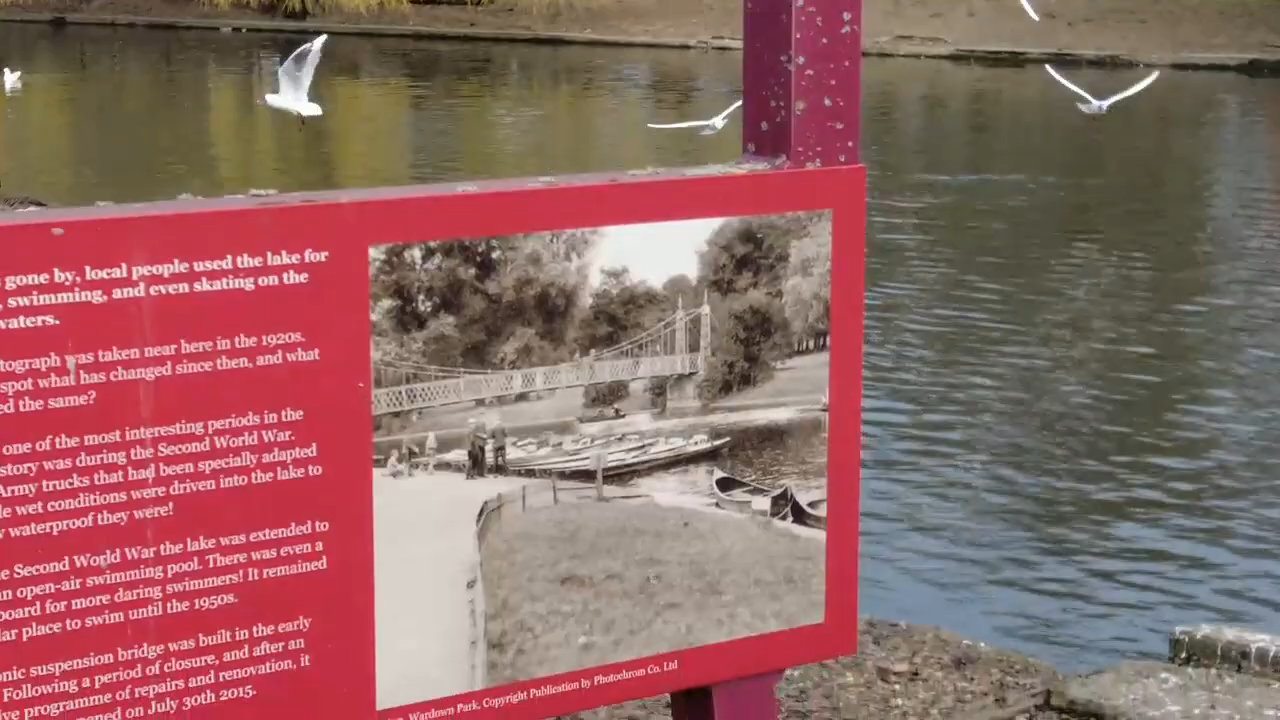 gone by, local people used the lake for
, swimming, and even skating on the
waters.
tograph was taken near here in the 1920s.
spot what has changed since then, and what
ed the same?
one of the most interesting periods in the
story was during the Second World War.
Army trucks that had been specially adapted
le wet conditions were driven into the lake to
waterproof they were!
e Second World War the lake was extended to
an open-air swimming pool. There was even a
board for more daring swimmers! It remained
lar place to swim until the 1950s.
onic suspension bridge was built in the early
Following a period of closure, and after an
ive programme of repairs and renovation, it
ened on July 30th 2015.
Wardown Park, Copyright Publication by Photochrom Co. Ltd